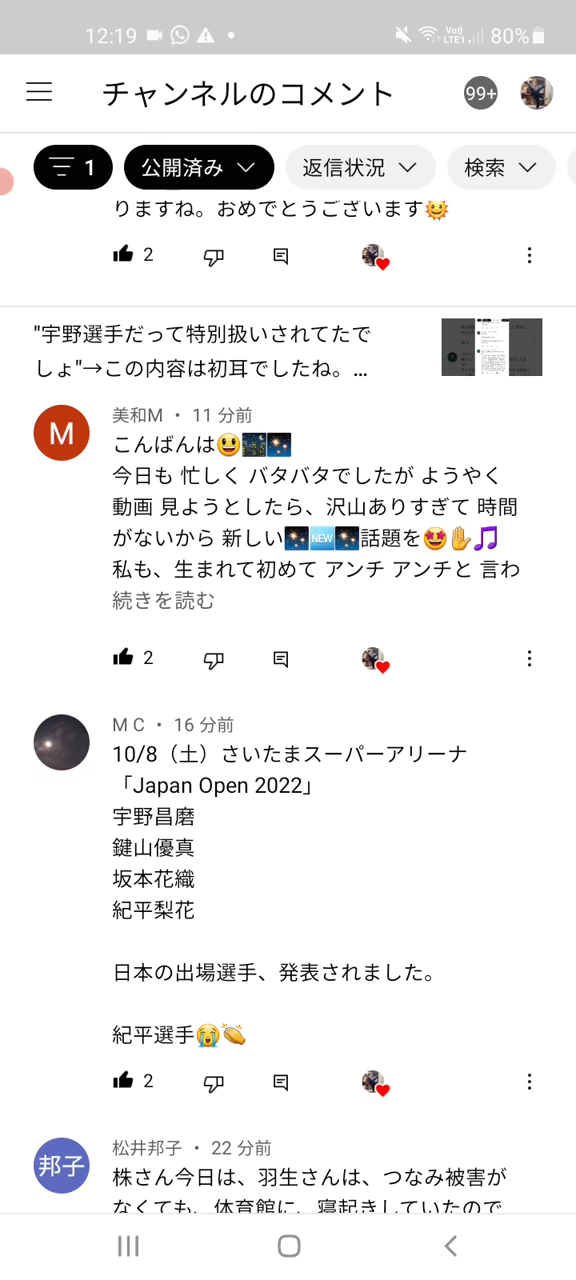 12:19
Vo)) LTE1 80%
チャンネルのコメント
99+
1 公開済み 返信状況 検索
りますね。おめでとうございます🌞
2
"宇野選手だって特別扱いされてたで
しょ"→この内容は初耳でしたね。...
M
美和M ・ 11 分前
こんばんは😃🌃🎇
今日も 忙しく バタバタでしたが ようやく
動画 見ようとしたら、沢山ありすぎて 時間
がないから 新しい🎇🆕🎇話題を🤩✋🎵
私も、生まれて初めて アンチ アンチと 言わ
続きを読む
2
M C ・ 16 分前
10/8（土）さいたまスーパーアリーナ
「Japan Open 2022」
宇野昌磨
鍵山優真
坂本花織
紀平梨花
日本の出場選手、発表されました。
紀平選手😭👏
2
邦子
松井邦子 ・ 22 分前
株さん今日は、羽生さんは、つなみ被害が
なくても、体育館に、寝起きしていたので